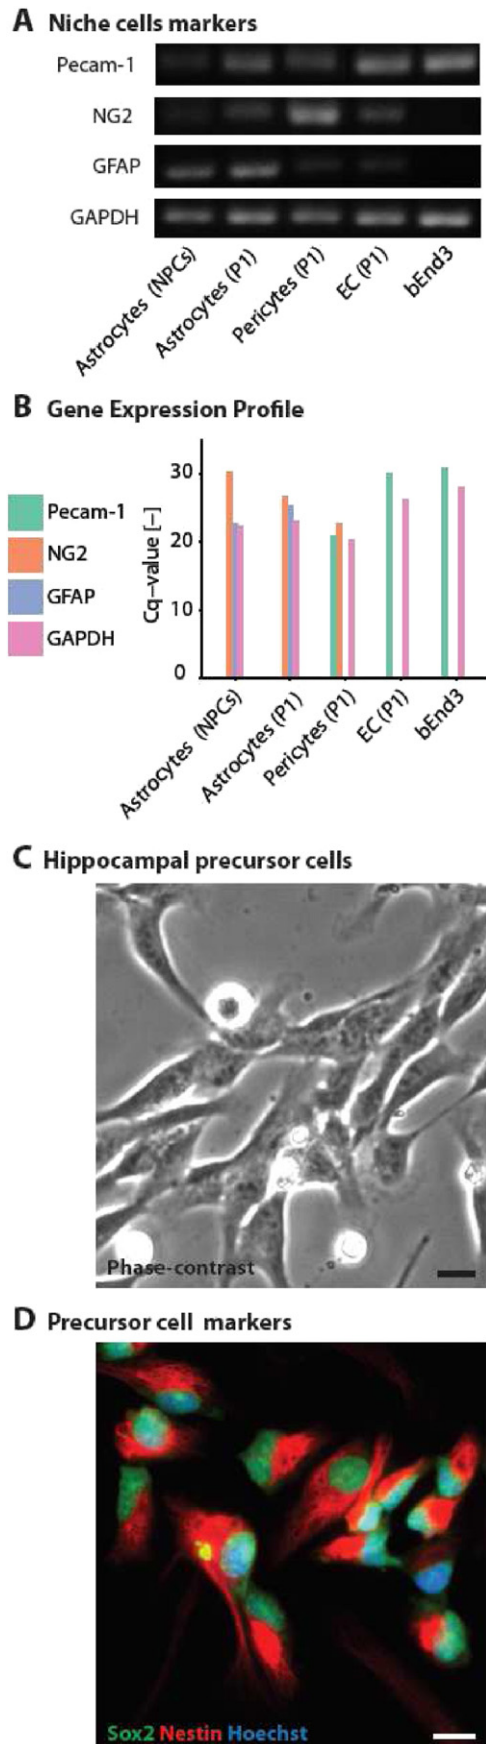 A Niche cells markers
Pecam-1
NG2
GFAP
GAPDH
Astrocytes (NPCs)
Astrocytes (P1)
Pericytes (P1)
EC (P1)
bEnd3
B Gene Expression Profile
Pecam-1
NG2
GFAP
GAPDH
Cq-value [-]
30
20
10
0
Astrocytes (NPCs)
Astrocytes (P1)
Pericytes (P1)
EC (P1)
bEnd3
C Hippocampal precursor cells
Phase-contrast
D Precursor cell markers
Sox2 Nestin Hoechst